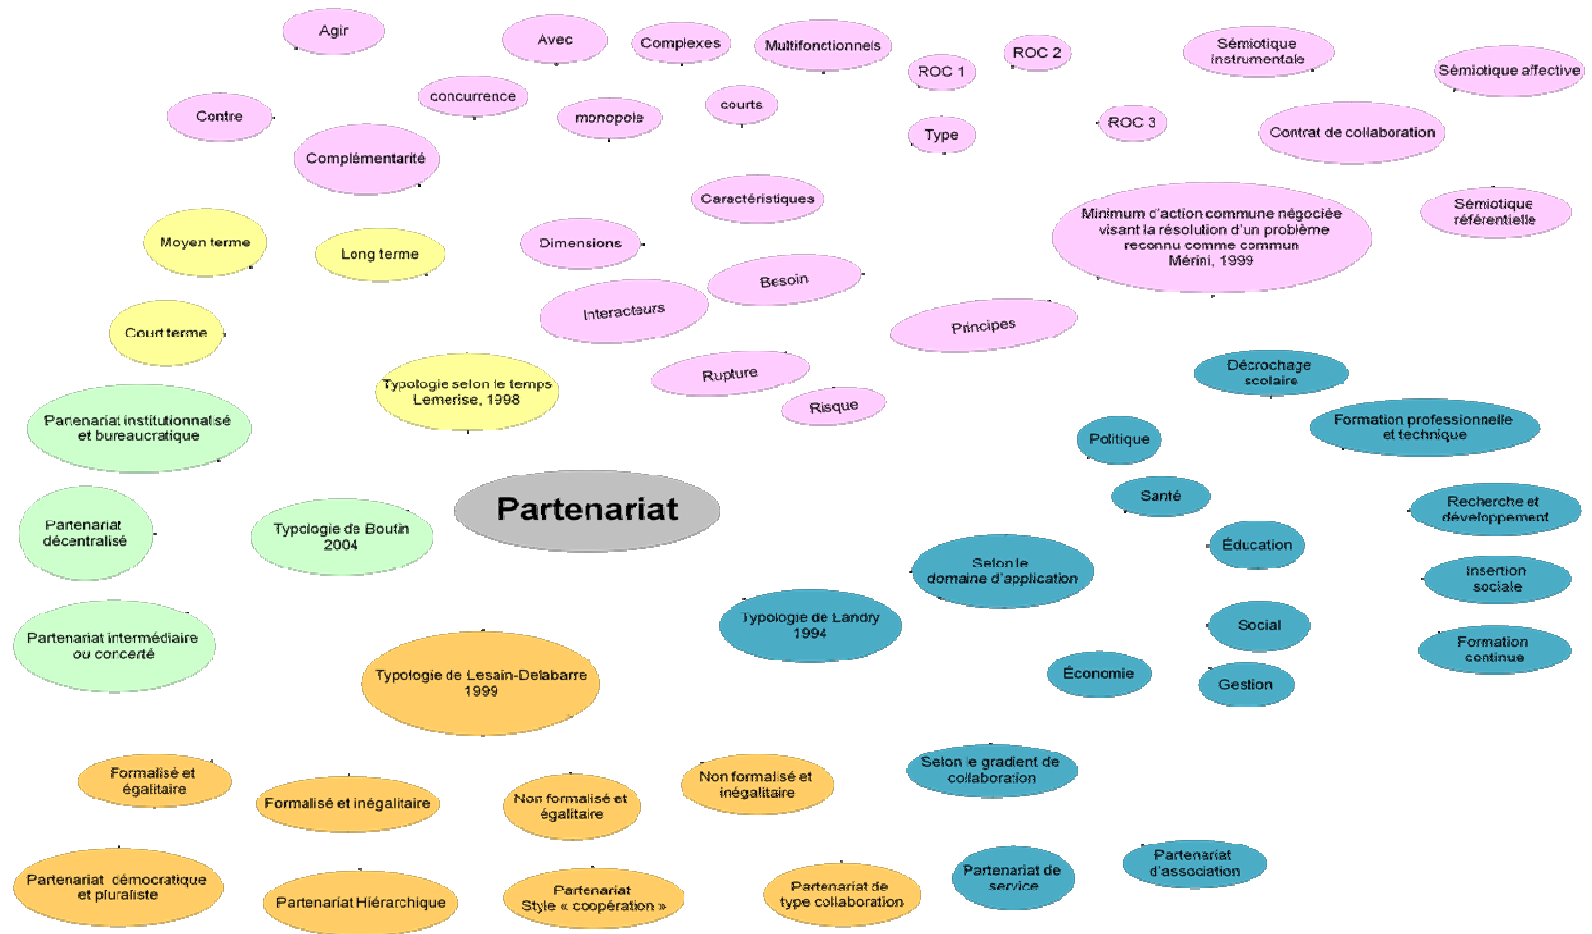 Agir
Avec
Complexes
Multifonctionnels
ROC 1
ROC 2
Sémiotique
instrumentale
Sémiotique affective
Contre
concurrence
monopole
courts
Type
ROC 3
Contrat de collaboration
Complémentarité
Caractéristiques
Minimum d'action commune négociée
visant la résolution d'un problème
reconnu comme commun
Mérini, 1999
Sémiotique
référentielle
Moyen terme
Long terme
Dimensions
Besoin
Interacteurs
Principes
Court terme
Typologie selon le temps
Lemerise, 1998
Rupture
Risque
Décrochage
scolaire
Partenariat institutionnalisé
et bureaucratique
Politique
Formation professionnelle
et technique
Partenariat
Santé
Recherche et
développement
Partenariat
décentralisé
Typologie de Boutin
2004
Éducation
Selon le
domaine d'application
Insertion
sociale
Partenariat intermédiaire
ou concerté
Typologie de Landry
1994
Social
Formation
continue
Typologie de Lesain-Delabarre
1999
Économie
Gestion
Formalisé et
égalitaire
Formalisé et inégalitaire
Non formalisé et
égalitaire
Non formalisé et
inégalitaire
Selon le gradient de
collaboration
Partenariat démocratique
et pluraliste
Partenariat Hiérarchique
Partenariat
Style « coopération »
Partenariat de
type collaboration
Partenariat de
service
Partenariat
d'association